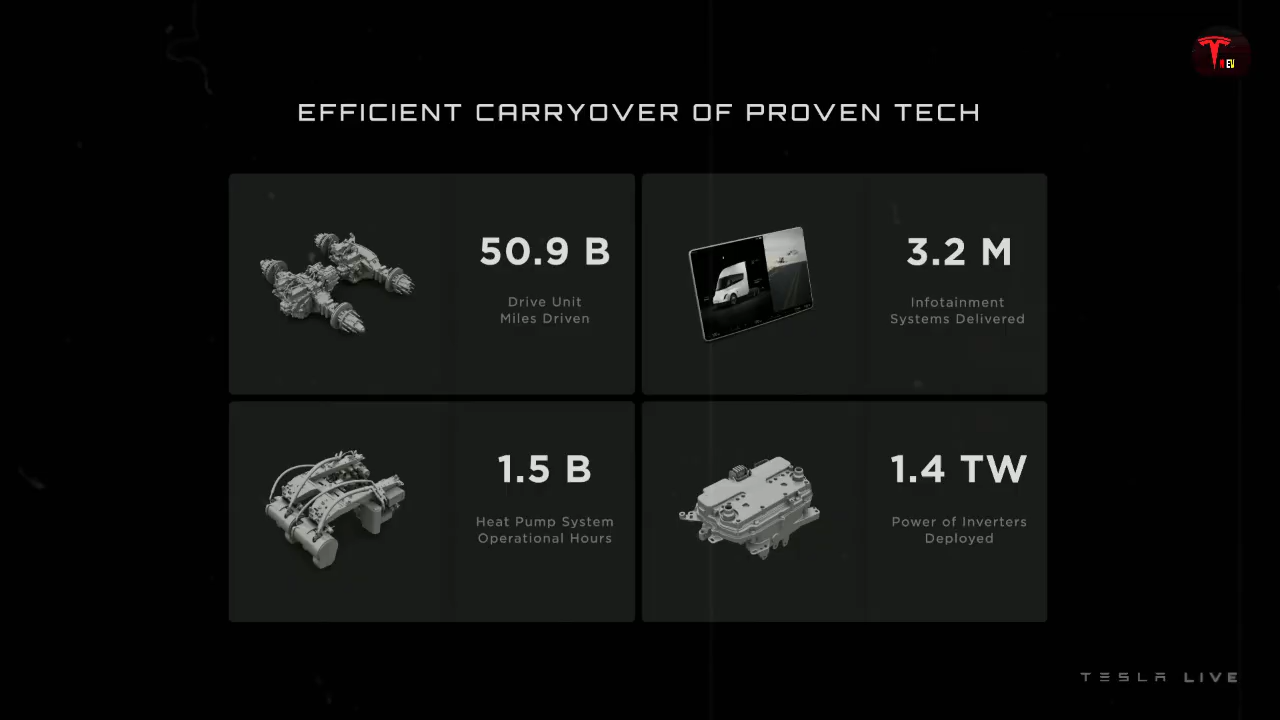 EV
EFFICIENT CARRYOVER OF PROVEN TECH
50.9 B
Drive Unit
Miles Driven
3.2 M
Infotainment
Systems Delivered
1.5 B
Heat Pump System
Operational Hours
1.4 TW
Power of Inverters
Deployed
TESLA LIVE